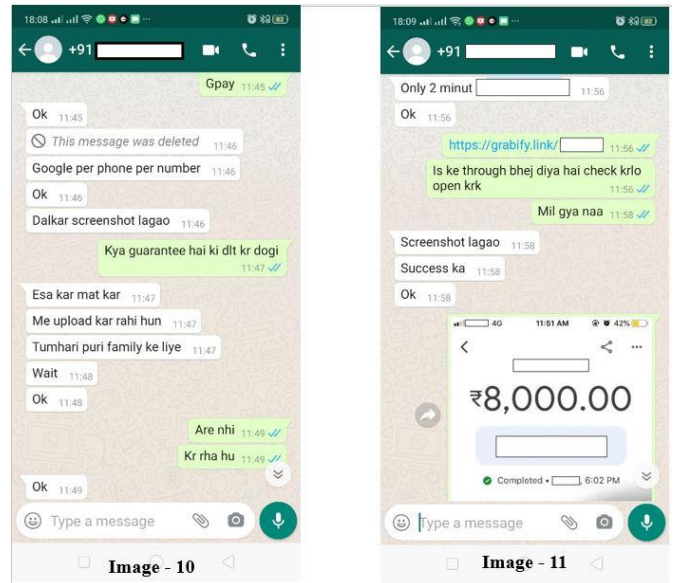 18:08
82
+91
Gpay 11:45
Ok 11:45
This message was deleted 11:46
Google per phone per number 11:46
Ok 11:46
Dalkar screenshot lagao 11:46
Kya guarantee hai ki dlt kr dogi
11:47
Esa kar mat kar 11:47
Me upload kar rahi hun 11:47
Tumhari puri family ke liye 11:47
Wait 11:48
Ok 11:48
Are nhi 11:49
Kr rha hu 11:49
Ok 11:49
Type a message
Image - 10
18:09
82
+91
Only 2 minut 11:56
Ok 11:56
https://grabify.link/ 11:56
Is ke through bhej diya hai check krlo
open krk 11:56
Mil gya naa 11:58
Screenshot lagao 11:58
Success ka 11:58
Ok 11:58
4G 11:51 AM 42%
₹8,000.00
Completed • 6:02 PM
Type a message
Image - 11